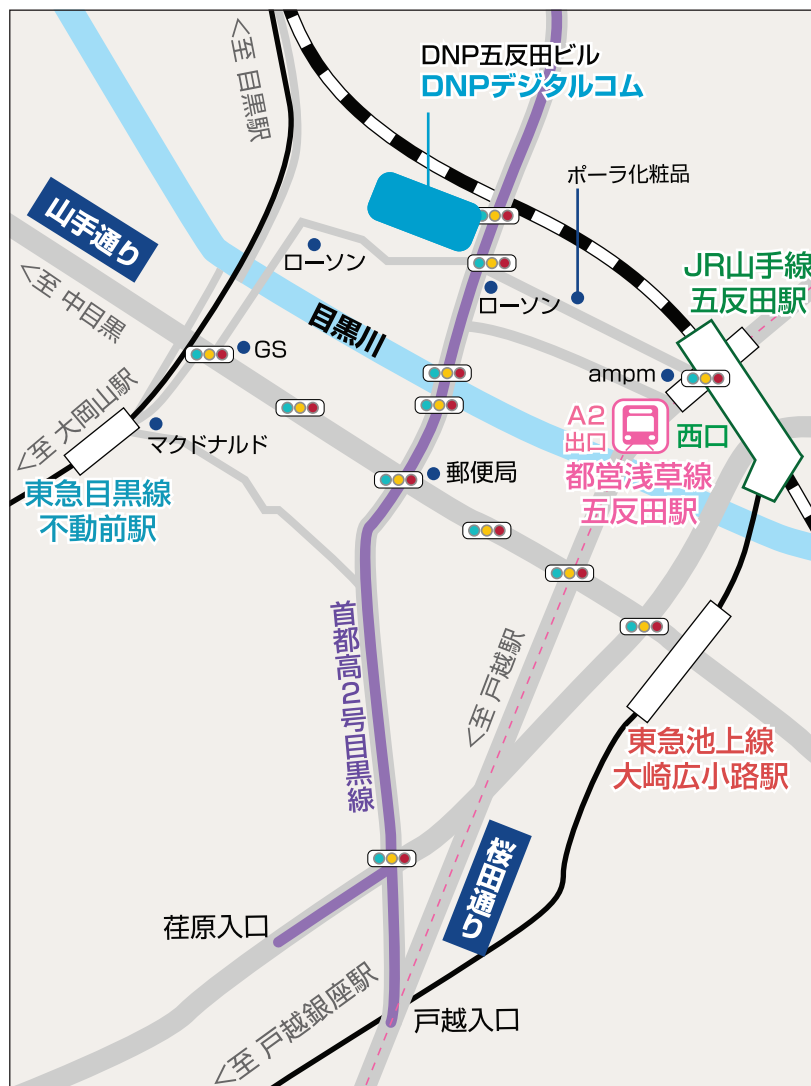 <至 目黒駅
DNP五反田ビル
DNPデジタルコム
ポーラ化粧品
山手通り
ローソン
JR山手線
五反田駅
<至 中目黒
ローソン
目黒川
GS
ampm
<至 大岡山駅
A2
出口
西口
マクドナルド
都営浅草線
五反田駅
郵便局
東急目黒線
不動前駅
首都高2号目黒線
<至 戸越駅
東急池上線
大崎広小路駅
桜田通り
荏原入口
<至 戸越銀座駅
戸越入口